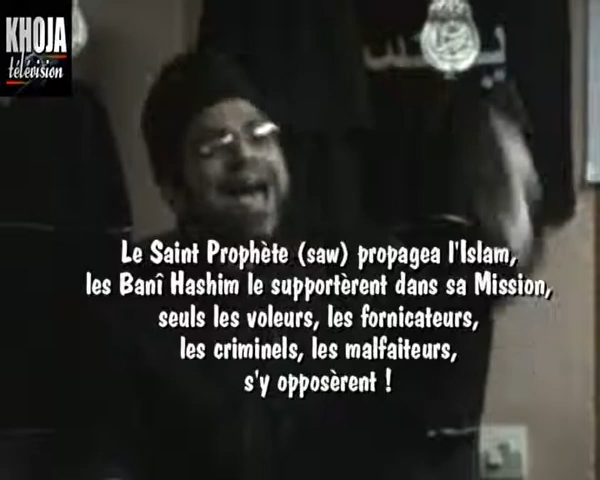 KHOJA
télévision
Le Saint Prophète (saw) propagea l'Islam,
les Banî Hashim le supportèrent dans sa Mission,
seuls les voleurs, les fornicateurs,
les criminels, les malfaiteurs,
s'y opposèrent !